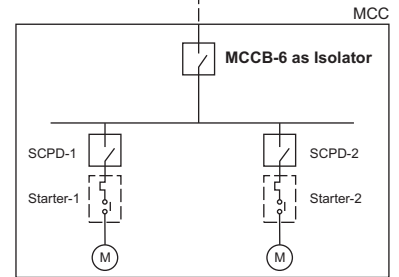 MCC
MCCB-6 as Isolator
SCPD-1
SCPD-2
Starter-1
Starter-2
M
M